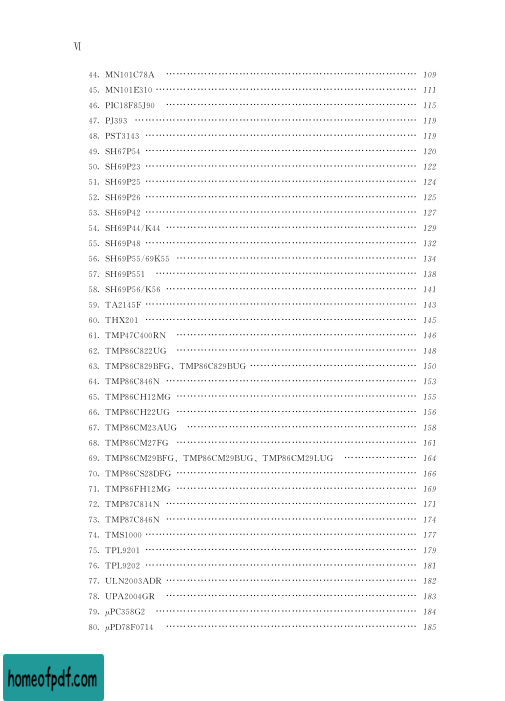 Ⅵ
44. MN101C78A ……………………………………………………………… 109
45. MN101E310 ……………………………………………………………… 111
46. PIC18F85J90 ……………………………………………………………… 115
47. PJ393 ……………………………………………………………… 119
48. PST3143 ……………………………………………………………… 119
49. SH67P54 ……………………………………………………………… 120
50. SH69P23 ……………………………………………………………… 122
51. SH69P25 ……………………………………………………………… 124
52. SH69P26 ……………………………………………………………… 125
53. SH69P42 ……………………………………………………………… 127
54. SH69P44/K44 ……………………………………………………………… 129
55. SH69P48 ……………………………………………………………… 132
56. SH69P55/69K55 ……………………………………………………………… 134
57. SH69P551 ……………………………………………………………… 138
58. SH69P56/K56 ……………………………………………………………… 141
59. TA2145F ……………………………………………………………… 143
60. THX201 ……………………………………………………………… 145
61. TMP47C400RN ……………………………………………………………… 146
62. TMP86C822UG ……………………………………………………………… 148
63. TMP86C829BFG、TMP86C829BUG ………………………………………… 150
64. TMP86C846N ……………………………………………………………… 153
65. TMP86CH12MG ……………………………………………………………… 155
66. TMP86CH22UG ……………………………………………………………… 156
67. TMP86CM23AUG ……………………………………………………………… 158
68. TMP86CM27FG ……………………………………………………………… 161
69. TMP86CM29BFG、TMP86CM29BUG、TMP86CM29LUG ………………… 164
70. TMP86CS28DFG ……………………………………………………………… 166
71. TMP86FH12MG ……………………………………………………………… 169
72. TMP87C814N ……………………………………………………………… 171
73. TMP87C846N ……………………………………………………………… 174
74. TMS1000 ……………………………………………………………… 177
75. TPL9201 ……………………………………………………………… 179
76. TPL9202 ……………………………………………………………… 181
77. ULN2003ADR ……………………………………………………………… 182
78. UPA2004GR ……………………………………………………………… 183
79. μPC358G2 ……………………………………………………………… 184
80. μPD78F0714 ……………………………………………………………… 185
homeofpdf.com